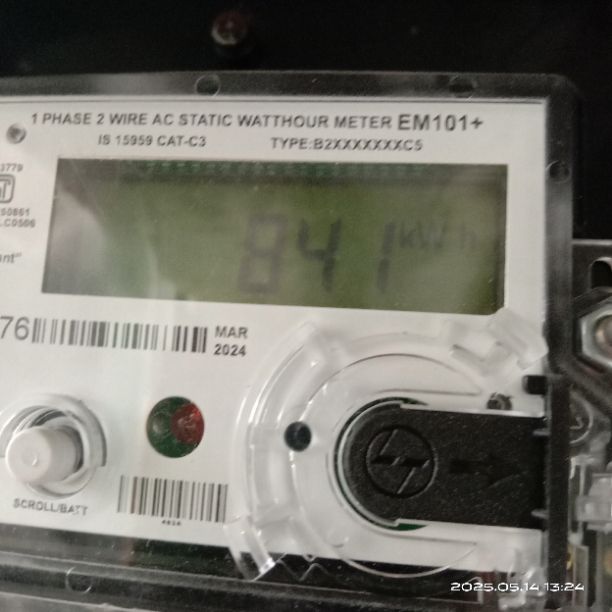 1 PHASE 2 WIRE AC STATIC WATTHOUR METER EM101+
IS 15959 CAT-C3 TYPE:B2XXXXXXXC5
841 kWh
76
MAR
2024
SCROLL/BATT
2025.05.14 13:24